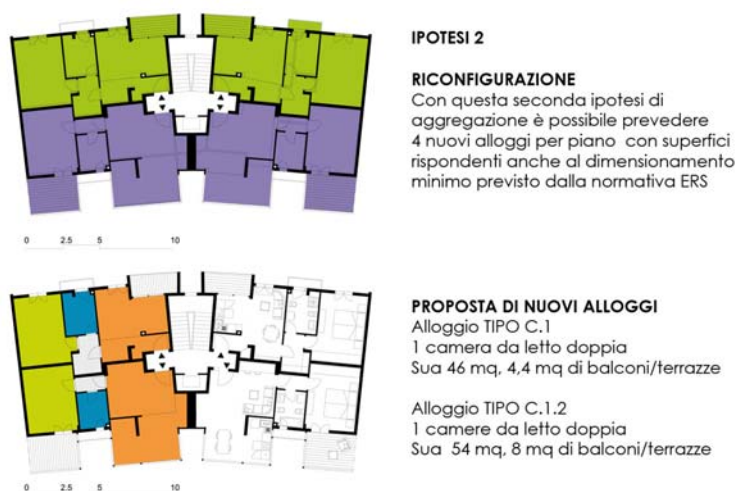 IPOTESI 2
RICONFIGURAZIONE
Con questa seconda ipotesi di
aggregazione è possibile prevedere
4 nuovi alloggi per piano con superfici
rispondenti anche al dimensionamento
minimo previsto dalla normativa ERS
0 2.5 5 10
PROPOSTA DI NUOVI ALLOGGI
Alloggio TIPO C.1
1 camera da letto doppia
Sua 46 mq, 4,4 mq di balconi/terrazze
Alloggio TIPO C.1.2
1 camere da letto doppia
Sua 54 mq, 8 mq di balconi/terrazze
0 2.5 5 10